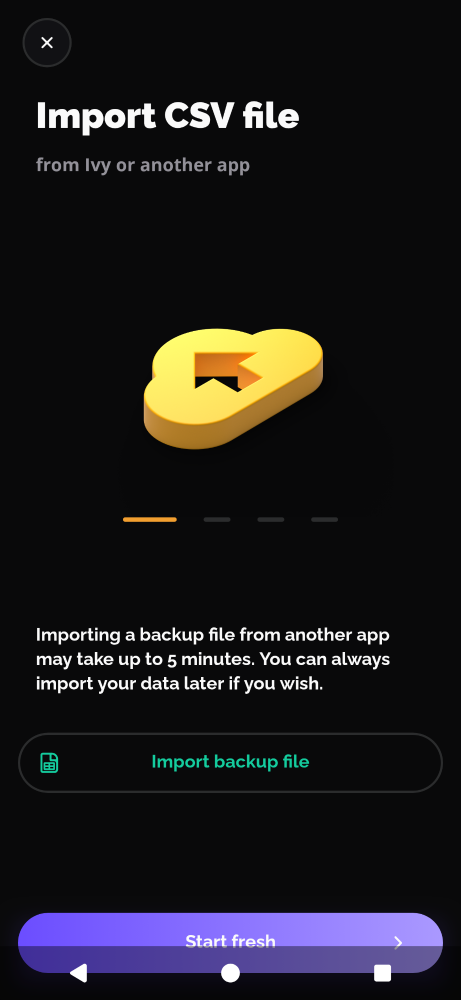 Import CSV file
from Ivy or another app
Importing a backup file from another app
may take up to 5 minutes. You can always
import your data later if you wish.
Import backup file
Start fresh